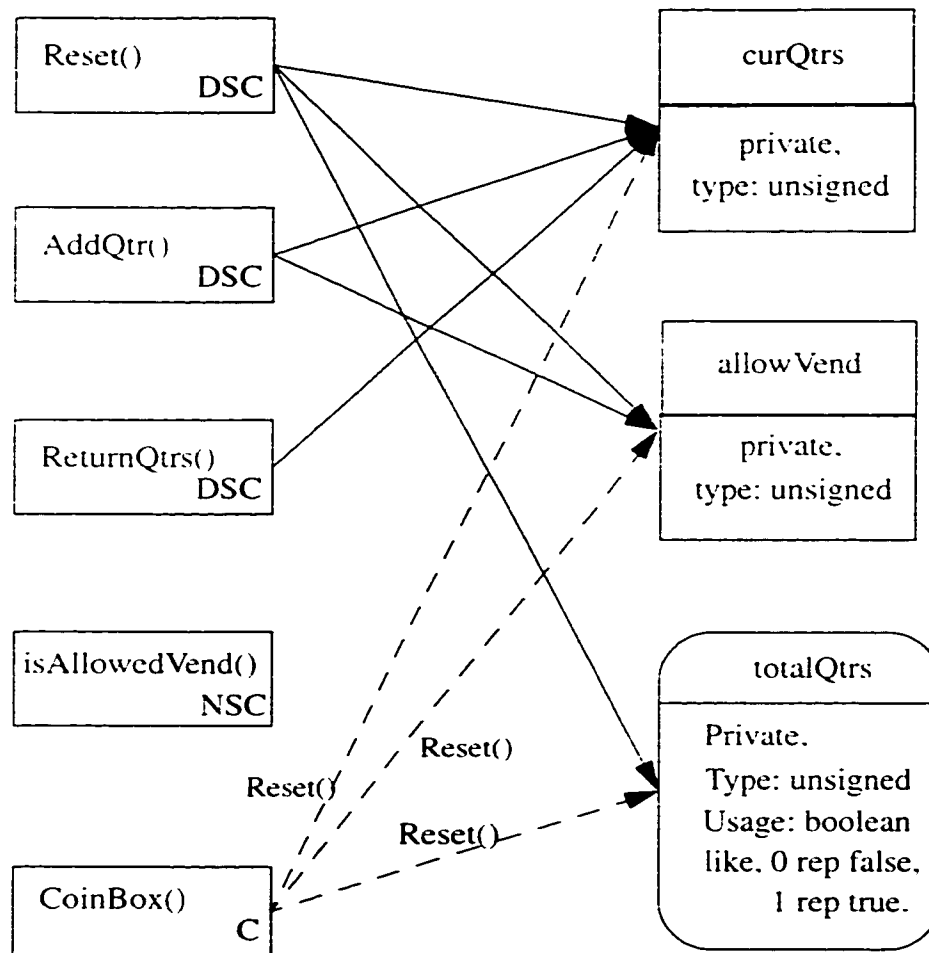 Reset()
DSC
AddQtr()
DSC
ReturnQtrs()
DSC
isAllowedVend()
NSC
CoinBox()
C
Reset()
Reset()
Reset()
curQtrs
private,
type: unsigned
allowVend
private,
type: unsigned
totalQtrs
Private,
Type: unsigned
Usage: boolean
like, 0 rep false,
1 rep true.